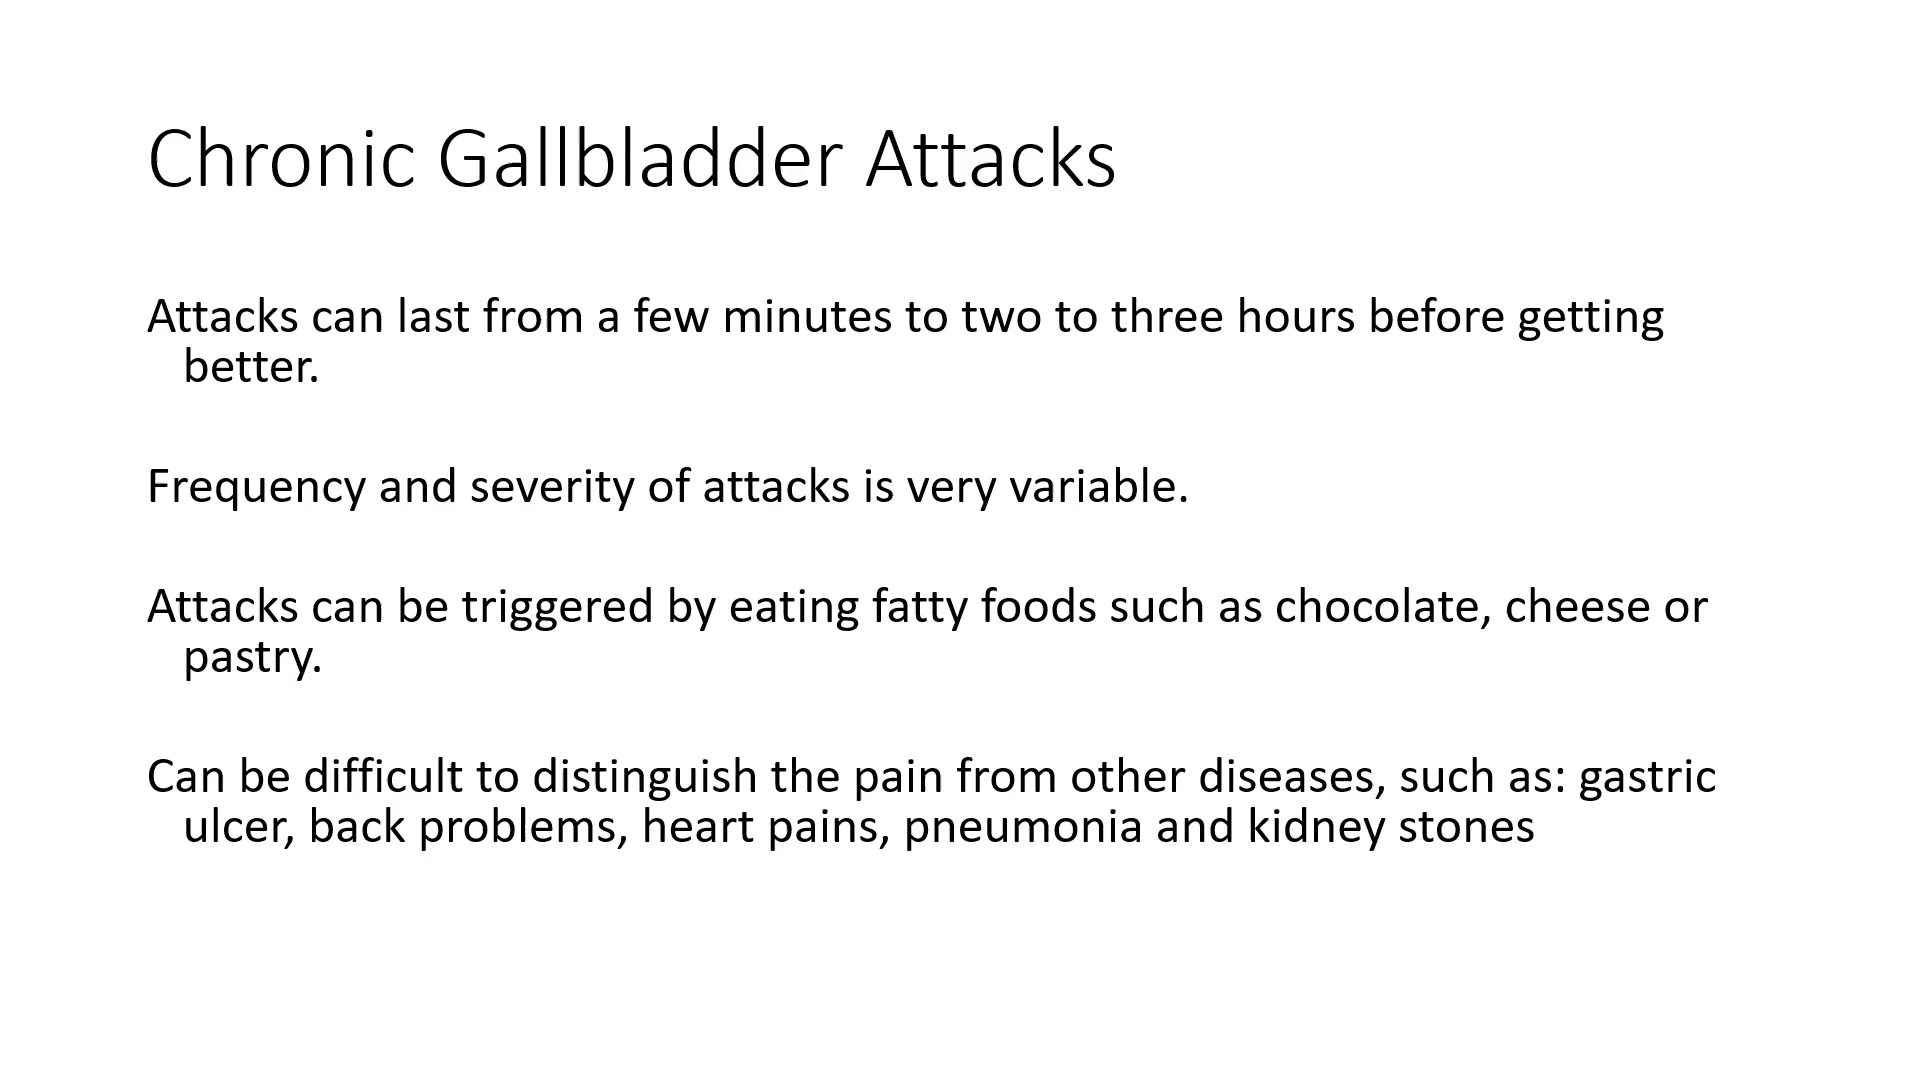 Chronic Gallbladder Attacks
Attacks can last from a few minutes to two to three hours before getting
better.
Frequency and severity of attacks is very variable.
Attacks can be triggered by eating fatty foods such as chocolate, cheese or
pastry.
Can be difficult to distinguish the pain from other diseases, such as: gastric
ulcer, back problems, heart pains, pneumonia and kidney stones